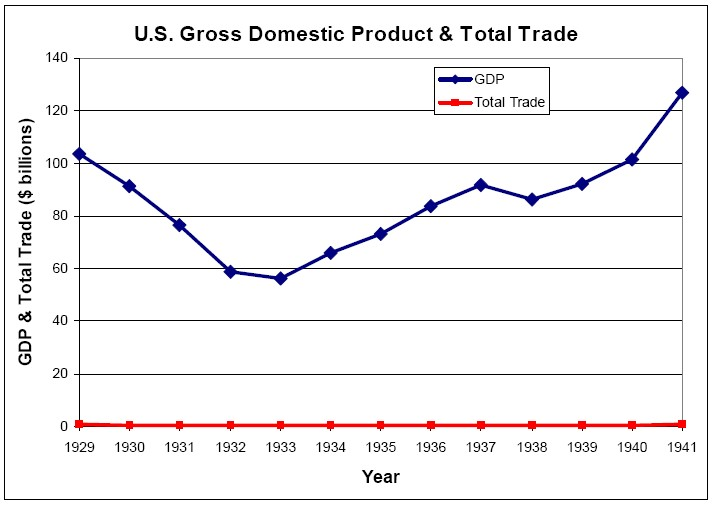 U.S. Gross Domestic Product & Total Trade
GDP & Total Trade ($ billions)
140
120
100
80
60
40
20
0
GDP
Total Trade
1929 1930 1931 1932 1933 1934 1935 1936 1937 1938 1939 1940 1941
Year